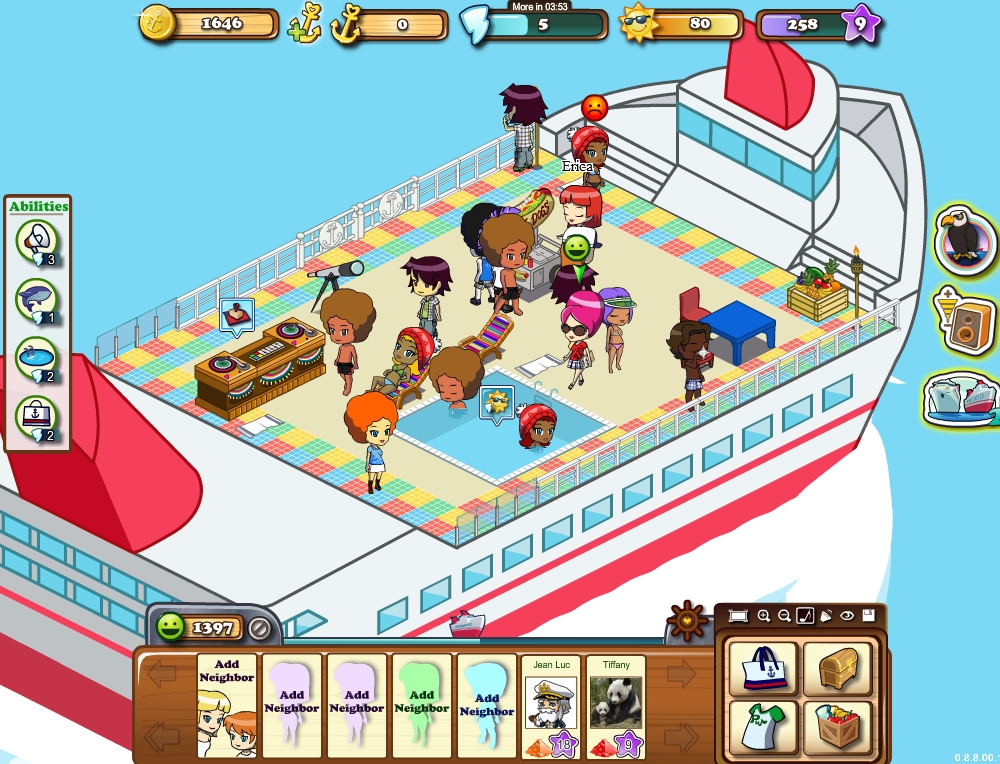 More in 03:53
1646
0
5
80
258
9
Abilities
3
1
2
2
Erica
DOGS
1397
Add
Neighbor
Add
Neighbor
Add
Neighbor
Add
Neighbor
Add
Neighbor
Jean Luc
18
Tiffany
9
0.8.8.00.